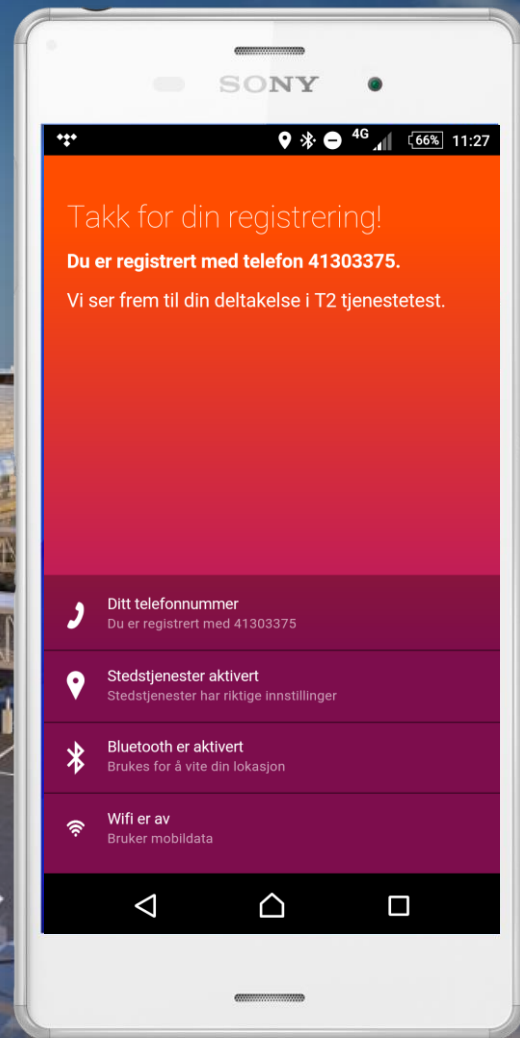 SONY
4G 66% 11:27
Takk for din registrering!
Du er registrert med telefon 41303375.
Vi ser frem til din deltakelse i T2 tjenestetest.
Ditt telefonnummer
Du er registrert med 41303375
Stedstjenester aktivert
Stedstjenester har riktige innstillinger
Bluetooth er aktivert
Brukes for å vite din lokasjon
Wifi er av
Bruker mobildata